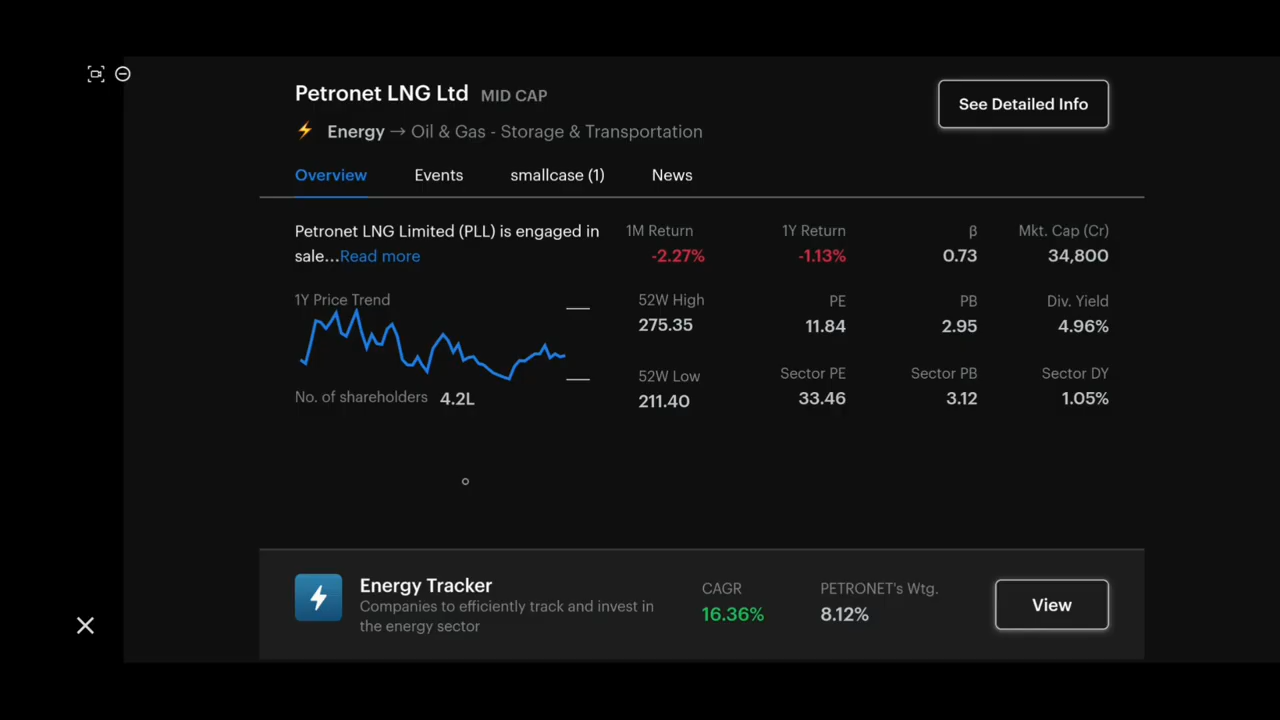 Petronet LNG Ltd MID CAP
See Detailed Info
⚡ Energy → Oil & Gas - Storage & Transportation
Overview Events smallcase (1) News
Petronet LNG Limited (PLL) is engaged in
sale...Read more
1M Return 1Y Return β Mkt. Cap (Cr)
-2.27% -1.13% 0.73 34,800
1Y Price Trend
52W High PE PB Div. Yield
275.35 11.84 2.95 4.96%
52W Low Sector PE Sector PB Sector DY
211.40 33.46 3.12 1.05%
No. of shareholders 4.2L
Energy Tracker
Companies to efficiently track and invest in
the energy sector
CAGR PETRONET's Wtg.
16.36% 8.12%
View